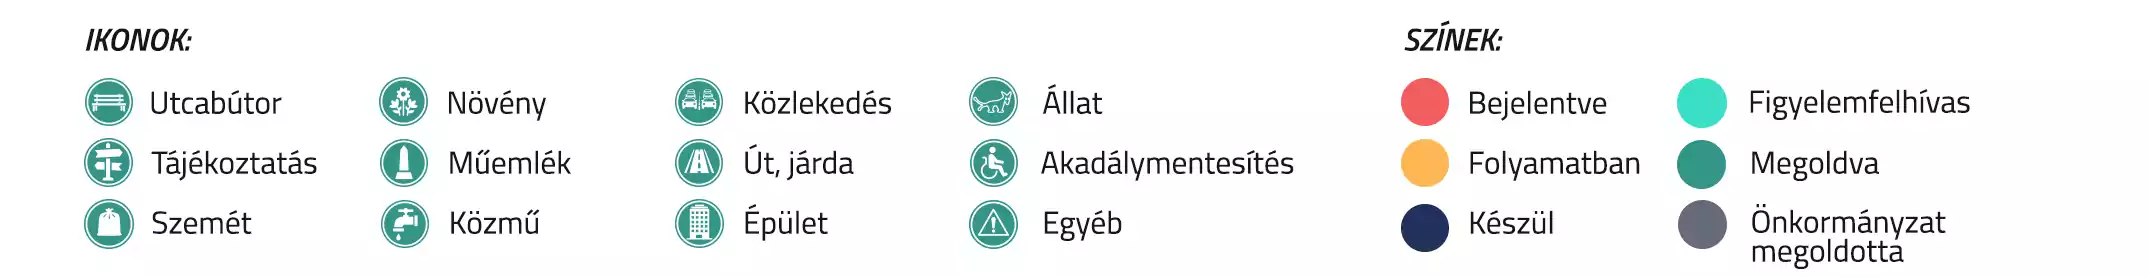 IKONOK:
Utcabútor
Növény
Közlekedés
Állat
Tájékoztatás
Műemlék
Út, járda
Akadálymentesítés
Szemét
Közmű
Épület
Egyéb
SZÍNEK:
Bejelentve
Figyelemfelhívas
Folyamatban
Megoldva
Készül
Önkormányzat
megoldotta